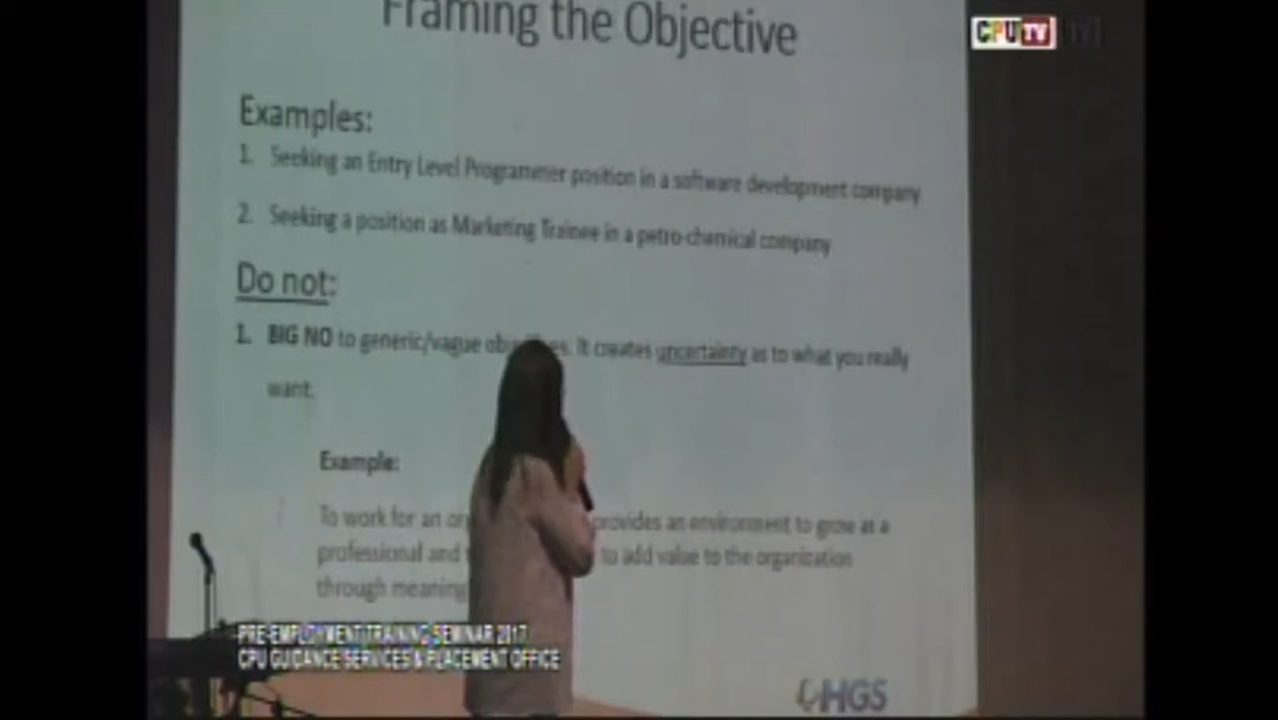 Framing the Objective
CPUTV
Examples:
1. Seeking an Entry Level Programmer position in a software development company
2. Seeking a position as Marketing Trainee in a petro-chemical company
Do not:
1. BIG NO to generic/vague It creates uncertainty as to what you really
want.
Example:
To work for an provides an environment to grow as a
professional and to add value to the organization
through
PRE-EMPLOYMENT TRAINING SEMINAR 2017
CPU GUIDANCE SERVICES & PLACEMENT OFFICE
HGS